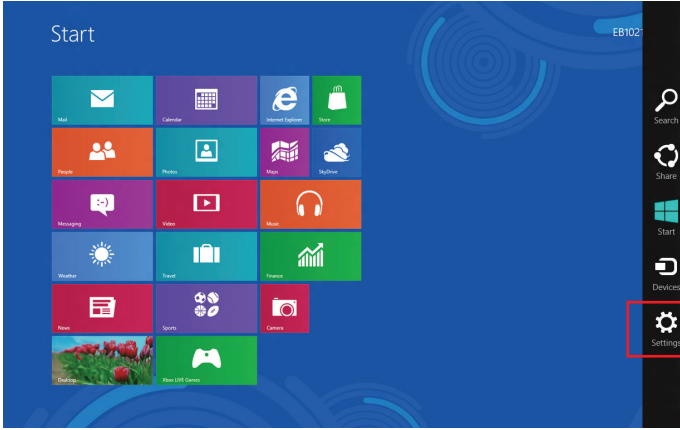 Start
EB1021
Mail
Calendar
Internet Explorer
Store
People
Photos
Maps
SkyDrive
Messaging
:-)
Video
Music
Weather
Travel
Finance
News
Sports
Camera
Desktop
Xbox LIVE Games
Search
Share
Start
Devices
Settings